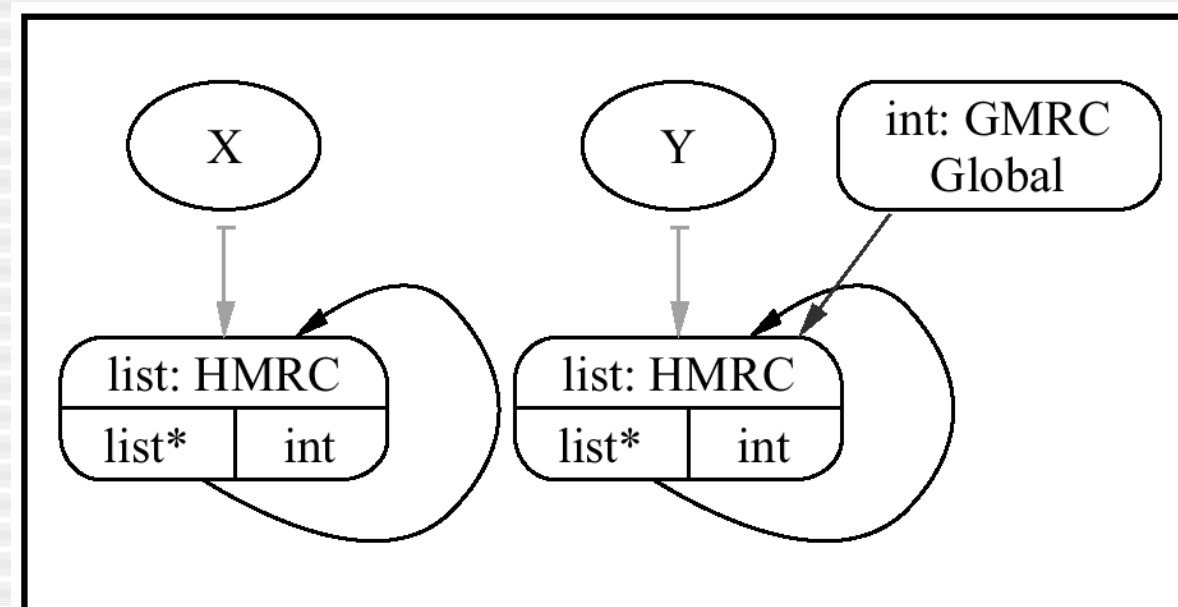 X
Y
int: GMRC
Global
list: HMRC
list*
int
list: HMRC
list*
int